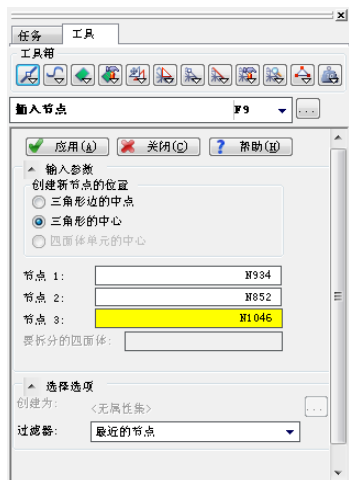 任务 工具
工具箱
输入节点 F9 ...
应用(A) 关闭(C) 帮助(H)
输入参数
创建新节点的位置
三角形边的中点
三角形的中心
四面体单元的中心
节点 1: N934
节点 2: N852
节点 3: N1046
要拆分的四面体:
选择选项
创建为: <无属性集> ...
过滤器: 最近的节点